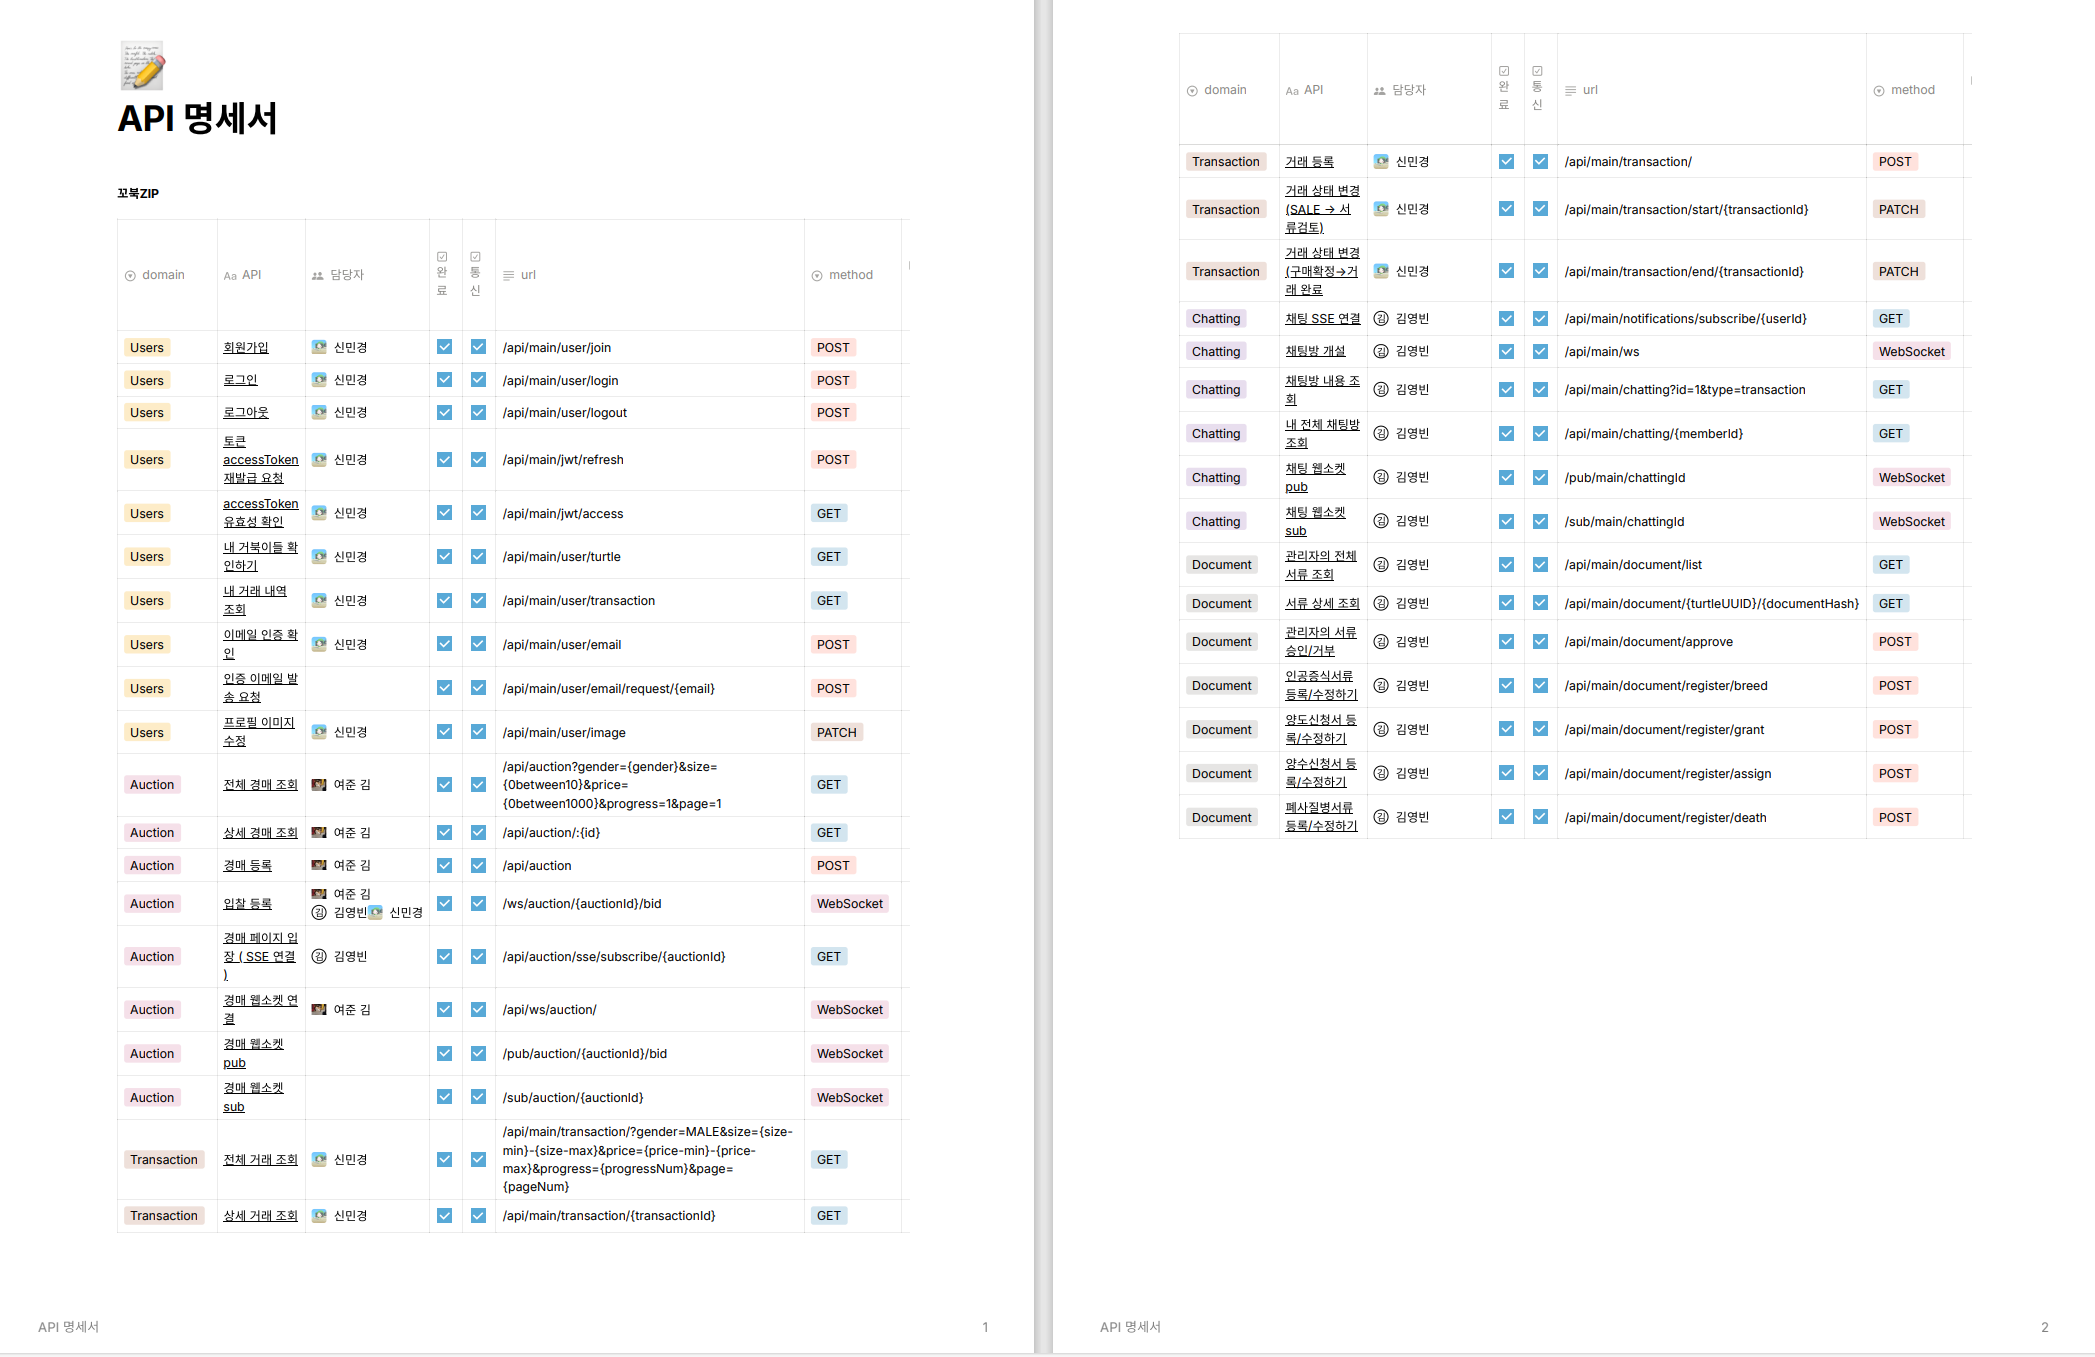 API 명세서
꼬북ZIP
domain API 담당자 완료 통신 url method
Users 회원가입 신민경 /api/main/user/join POST
Users 로그인 신민경 /api/main/user/login POST
Users 로그아웃 신민경 /api/main/user/logout POST
Users 토큰 accessToken 재발급 요청 신민경 /api/main/jwt/refresh POST
Users accessToken 유효성 확인 신민경 /api/main/jwt/access GET
Users 내 거북이들 확인하기 신민경 /api/main/user/turtle GET
Users 내 거래 내역 조회 신민경 /api/main/user/transaction GET
Users 이메일 인증 확인 신민경 /api/main/user/email POST
Users 인증 이메일 발송 요청 /api/main/user/email/request/{email} POST
Users 프로필 이미지 수정 신민경 /api/main/user/image PATCH
Auction 전체 경매 조회 여준 김 /api/auction?gender={gender}&size={0between10}&price={0between1000}&progress=1&page=1 GET
Auction 상세 경매 조회 여준 김 /api/auction/:{id} GET
Auction 경매 등록 여준 김 /api/auction POST
Auction 입찰 등록 여준 김 김 김영빈 신민경 /ws/auction/{auctionId}/bid WebSocket
Auction 경매 페이지 입장 ( SSE 연결 ) 김 김영빈 /api/auction/sse/subscribe/{auctionId} GET
Auction 경매 웹소켓 연결 여준 김 /api/ws/auction/ WebSocket
Auction 경매 웹소켓 pub /pub/auction/{auctionId}/bid WebSocket
Auction 경매 웹소켓 sub /sub/auction/{auctionId} WebSocket
Transaction 전체 거래 조회 신민경 /api/main/transaction/?gender=MALE&size={size-min}-{size-max}&price={price-min}-{price-max}&progress={progressNum}&page={pageNum} GET
Transaction 상세 거래 조회 신민경 /api/main/transaction/{transactionId} GET
API 명세서 1
domain API 담당자 완료 통신 url method
Transaction 거래 등록 신민경 /api/main/transaction/ POST
Transaction 거래 상태 변경 (SALE → 서류검토) 신민경 /api/main/transaction/start/{transactionId} PATCH
Transaction 거래 상태 변경 (구매확정→거래 완료 신민경 /api/main/transaction/end/{transactionId} PATCH
Chatting 채팅 SSE 연결 김 김영빈 /api/main/notifications/subscribe/{userId} GET
Chatting 채팅방 개설 김 김영빈 /api/main/ws WebSocket
Chatting 채팅방 내용 조회 김 김영빈 /api/main/chatting?id=1&type=transaction GET
Chatting 내 전체 채팅방 조회 김 김영빈 /api/main/chatting/{memberId} GET
Chatting 채팅 웹소켓 pub 김 김영빈 /pub/main/chattingId WebSocket
Chatting 채팅 웹소켓 sub 김 김영빈 /sub/main/chattingId WebSocket
Document 관리자의 전체 서류 조회 김 김영빈 /api/main/document/list GET
Document 서류 상세 조회 김 김영빈 /api/main/document/{turtleUUID}/{documentHash} GET
Document 관리자의 서류 승인/거부 김 김영빈 /api/main/document/approve POST
Document 인공증식서류 등록/수정하기 김 김영빈 /api/main/document/register/breed POST
Document 양도신청서 등록/수정하기 김 김영빈 /api/main/document/register/grant POST
Document 양수신청서 등록/수정하기 김 김영빈 /api/main/document/register/assign POST
Document 폐사질병서류 등록/수정하기 김 김영빈 /api/main/document/register/death POST
API 명세서 2